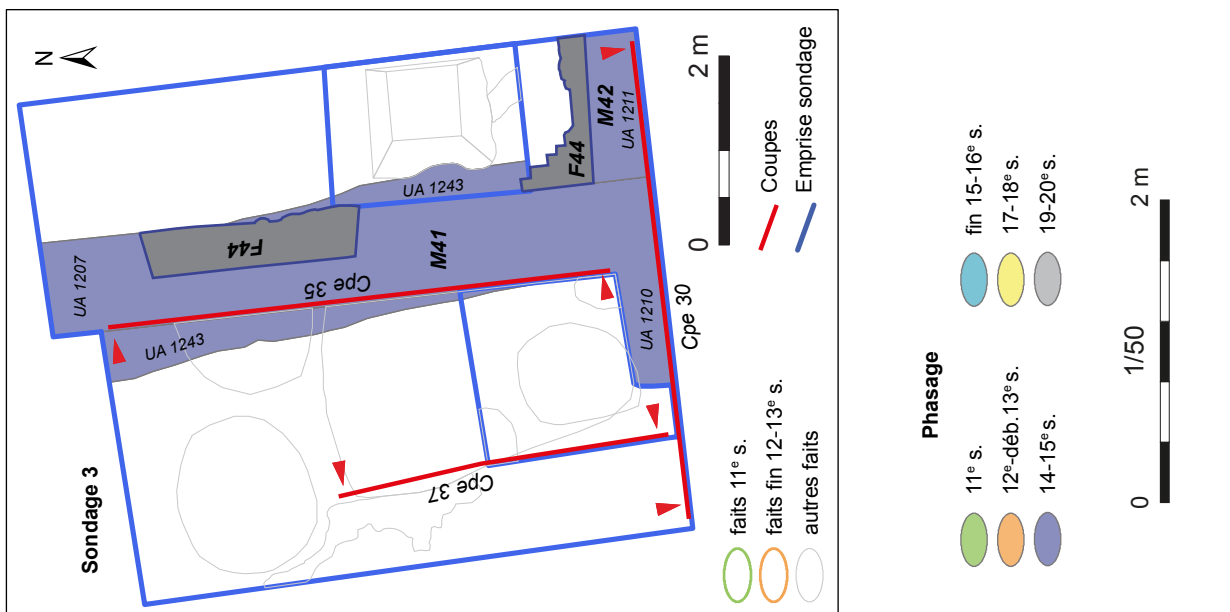 Sondage 3
N
UA 1207
UA 1243
F44
UA 1243
M41
Cpe 35
F44
M42
UA 1211
UA 1210
Cpe 30
Cpe 37
0
2 m
Coupes
Emprise sondage
faits 11e s.
faits fin 12-13e s.
autres faits
Phasage
11e s.
12e-déb.13e s.
14-15e s.
fin 15-16e s.
17-18e s.
19-20e s.
1/50
0
2 m